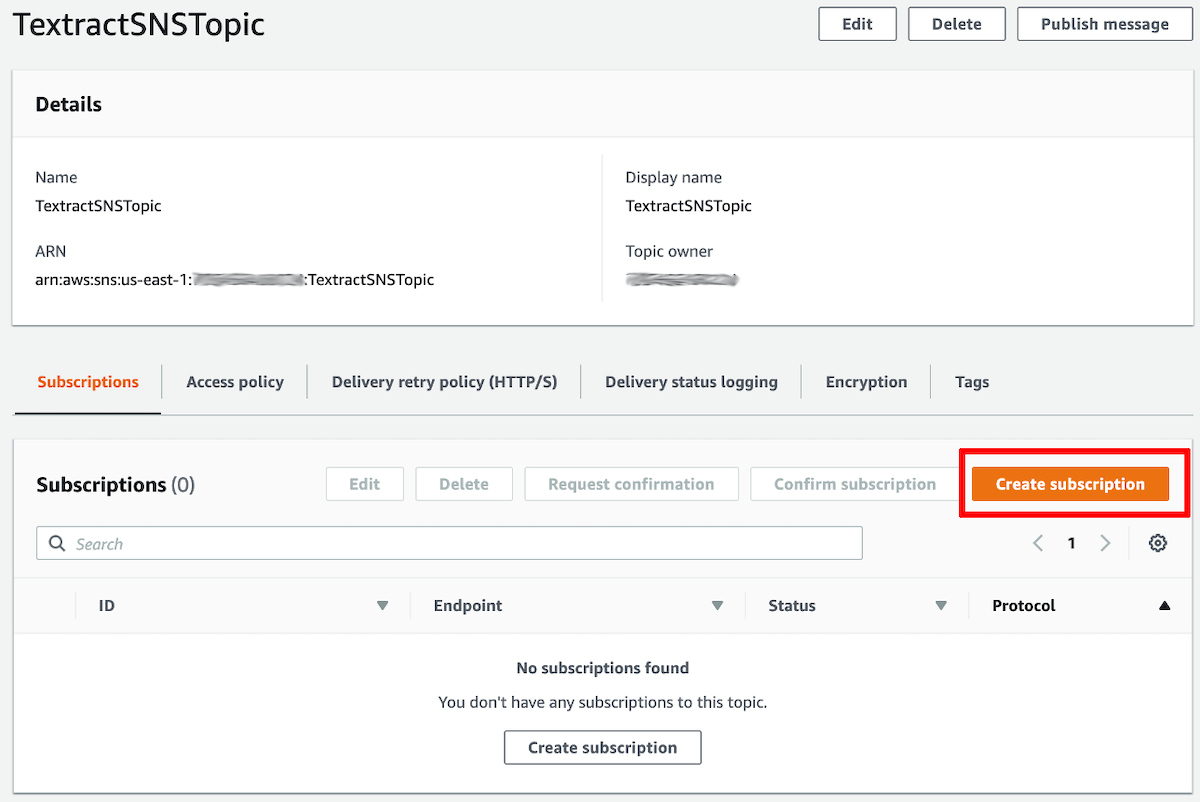 TextractSNSTopic
Edit
Delete
Publish message
Details
Name
TextractSNSTopic
Display name
TextractSNSTopic
ARN
arn:aws:sns:us-east-1: :TextractSNSTopic
Topic owner
Subscriptions
Access policy
Delivery retry policy (HTTP/S)
Delivery status logging
Encryption
Tags
Subscriptions (0)
Edit
Delete
Request confirmation
Confirm subscription
Create subscription
Search
1
ID
Endpoint
Status
Protocol
No subscriptions found
You don't have any subscriptions to this topic.
Create subscription